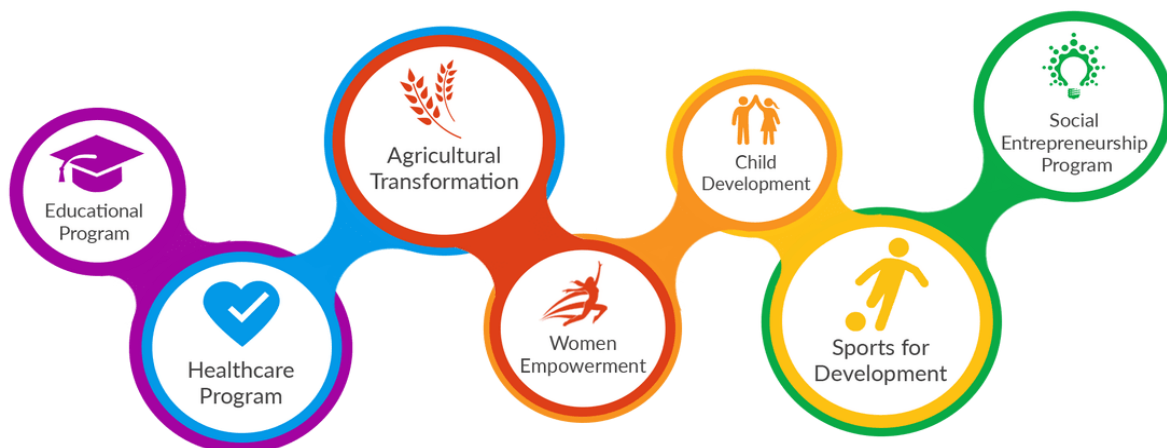 Educational
Program
Healthcare
Program
Agricultural
Transformation
Women
Empowerment
Child
Development
Sports for
Development
Social
Entrepreneurship
Program